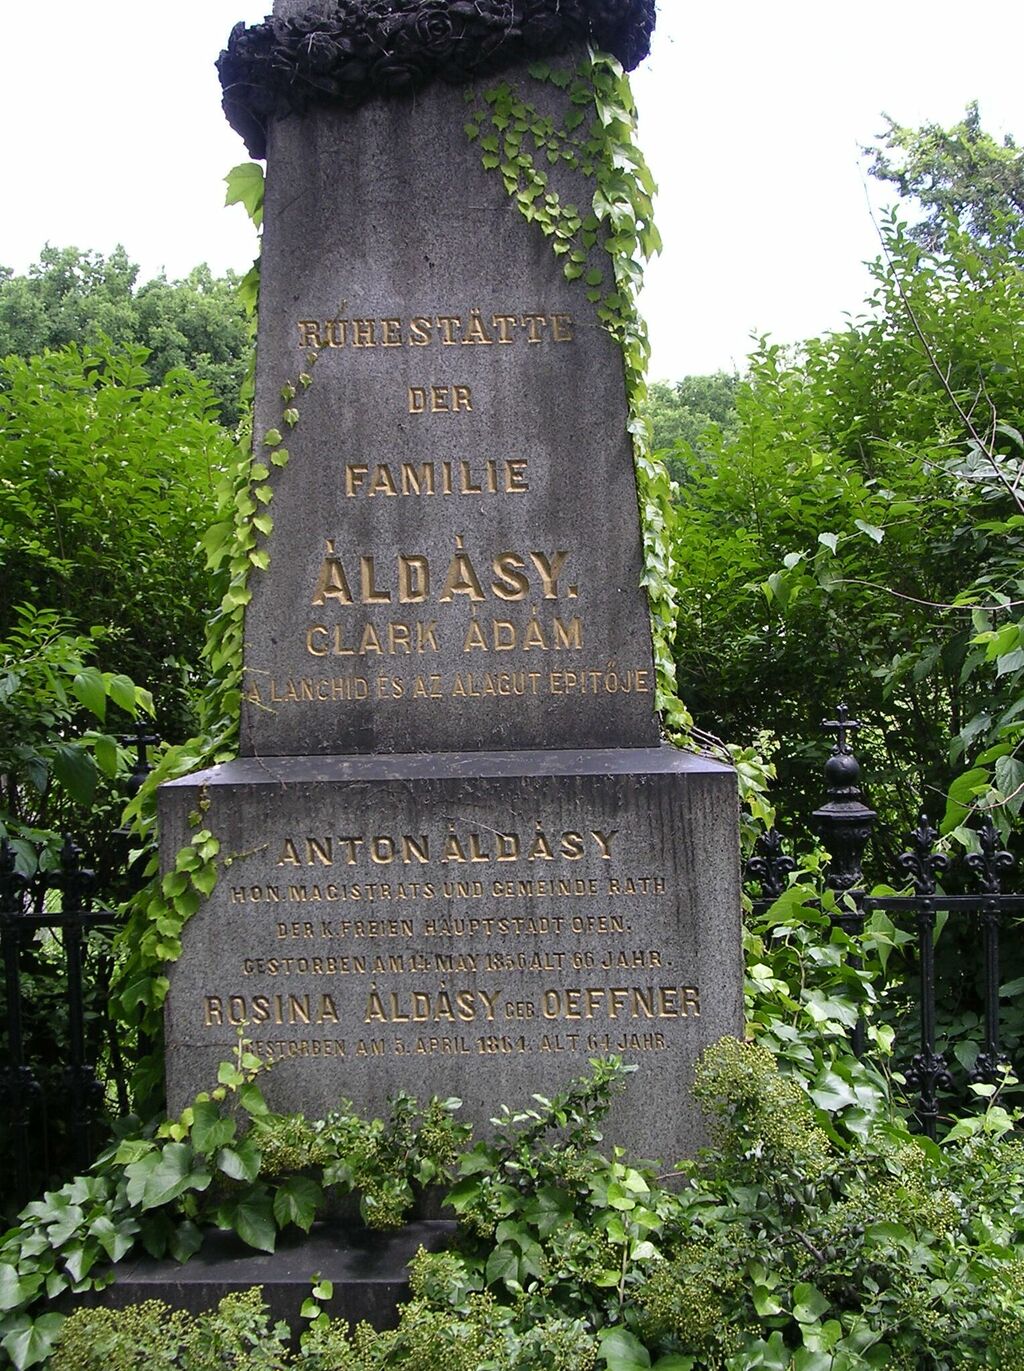 RUHESTÄTTE
DER
FAMILIE
ÁLDÁSY.
CLARK ÁDÁM
A LÁNCHID ÉS AZ ALAGUT ÉPITŐJE
ANTON ÁLDÁSY
HON. MAGISTRATS UND GEMEINDE RATH
DER K. FREIEN HAUPTSTADT OFEN.
GESTORBEN AM 14 MAY 1856 ALT 66 JAHR.
ROSINA ÁLDÁSY GEB. OEFFNER
GESTORBEN AM 5. APRIL 1864. ALT 64 JAHR.